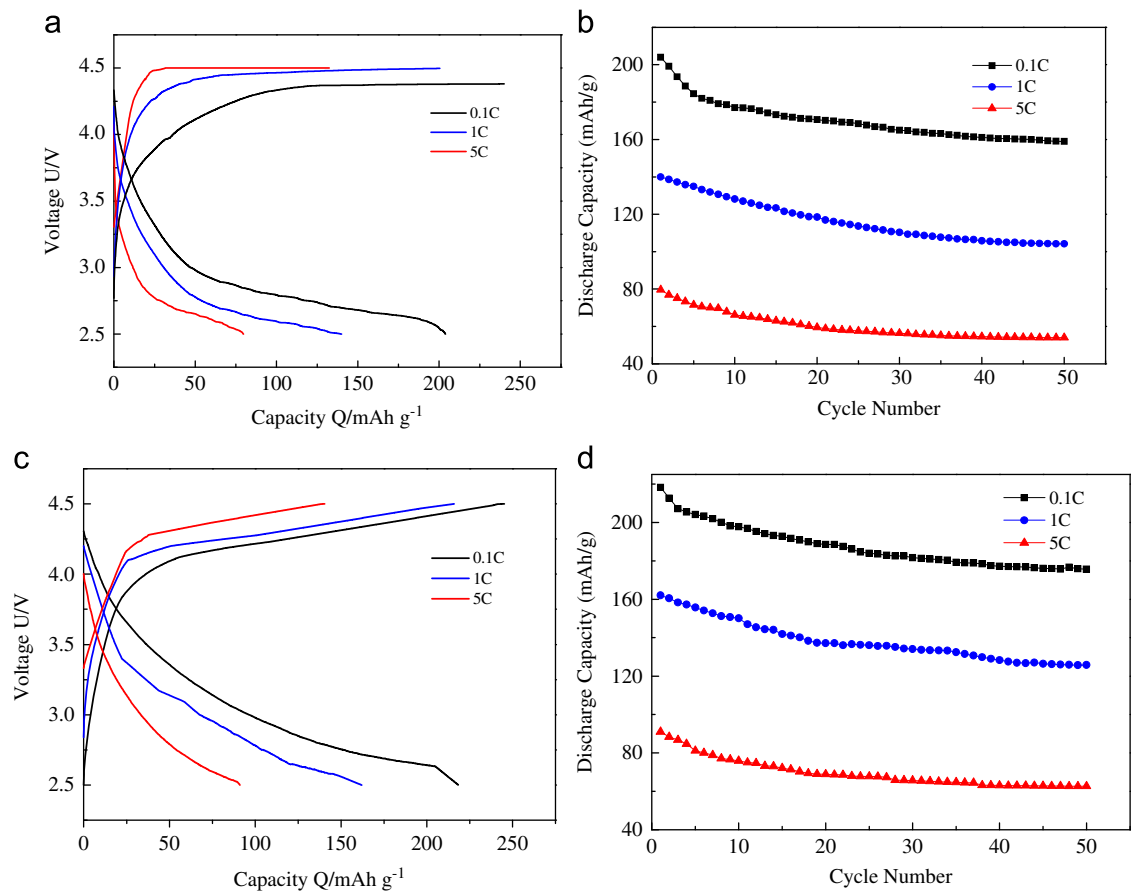 a
4.5
4.0
3.5
3.0
2.5
0 50 100 150 200 250
Voltage U/V
Capacity Q/mAh g⁻¹
0.1C
1C
5C
b
200
160
120
80
40
0 10 20 30 40 50
Discharge Capacity (mAh/g)
Cycle Number
0.1C
1C
5C
c
4.5
4.0
3.5
3.0
2.5
0 50 100 150 200 250
Voltage U/V
Capacity Q/mAh g⁻¹
0.1C
1C
5C
d
200
160
120
80
40
0 10 20 30 40 50
Discharge Capacity (mAh/g)
Cycle Number
0.1C
1C
5C